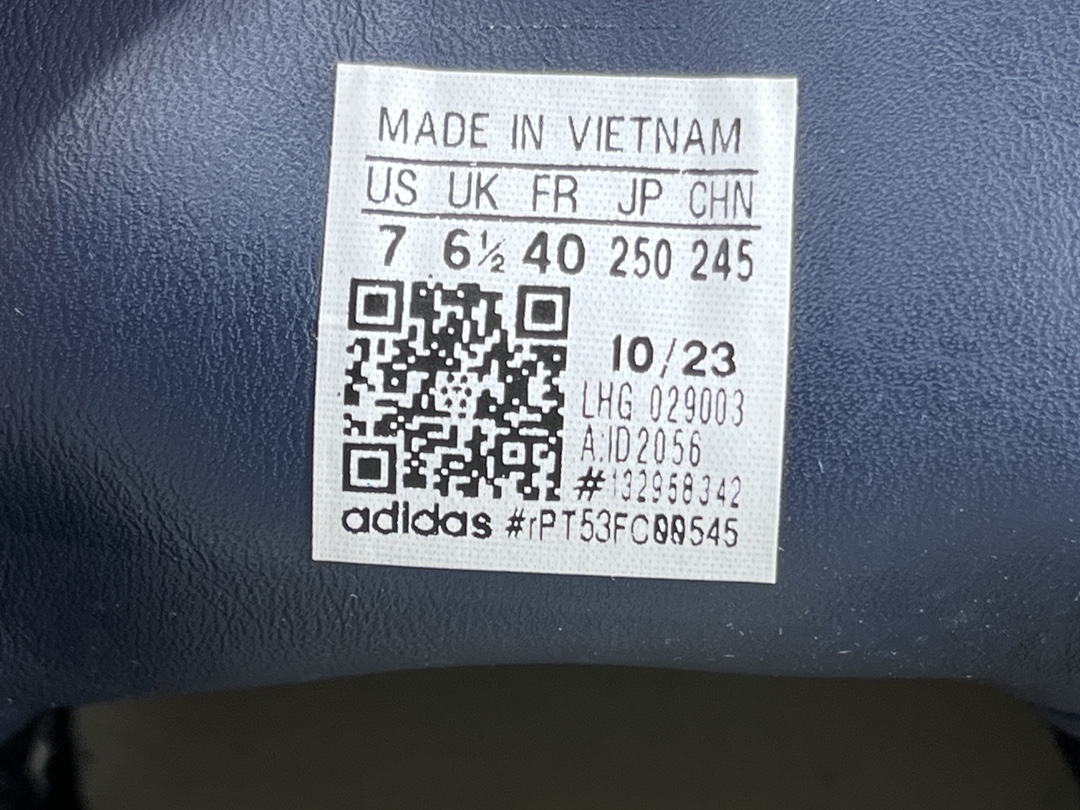 MADE IN VIETNAM
US UK FR JP CHN
7 6½ 40 250 245
10/23
LHG 029003
A:ID2056
#132958342
adidas #rPT53FC00545